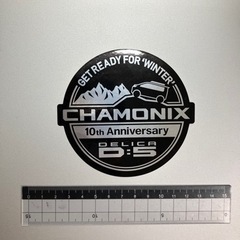 GET READY FOR 'WINTER'
CHAMONIX
10th Anniversary
DELICA
D:5